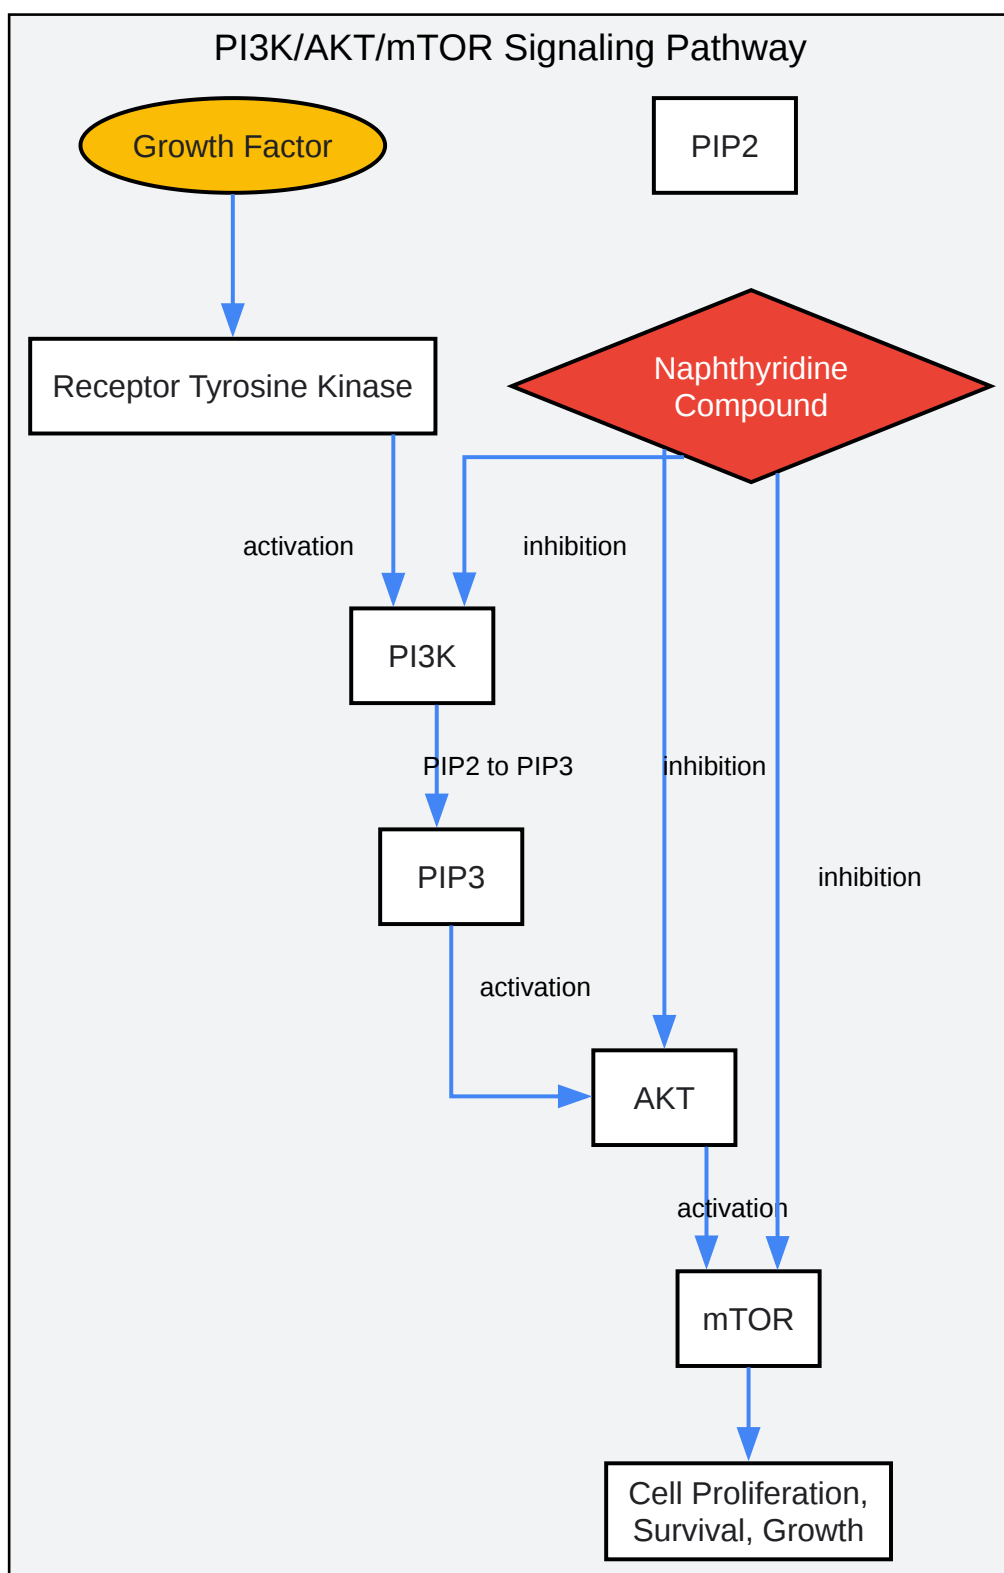 PI3K/AKT/mTOR Signaling Pathway
Growth Factor
PIP2
Receptor Tyrosine Kinase
Naphthyridine
Compound
activation
inhibition
PI3K
PIP2 to PIP3
inhibition
PIP3
inhibition
activation
AKT
activation
mTOR
Cell Proliferation,
Survival, Growth